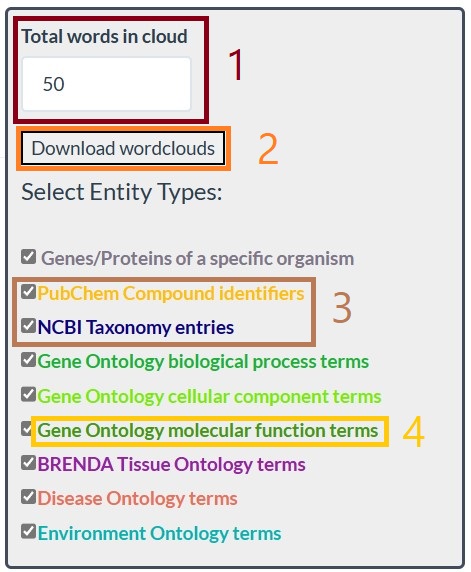 Total words in cloud
1
50
Download wordclouds
2
Select Entity Types:
Genes/Proteins of a specific organism
PubChem Compound identifiers
3
NCBI Taxonomy entries
Gene Ontology biological process terms
Gene Ontology cellular component terms
Gene Ontology molecular function terms
4
BRENDA Tissue Ontology terms
Disease Ontology terms
Environment Ontology terms